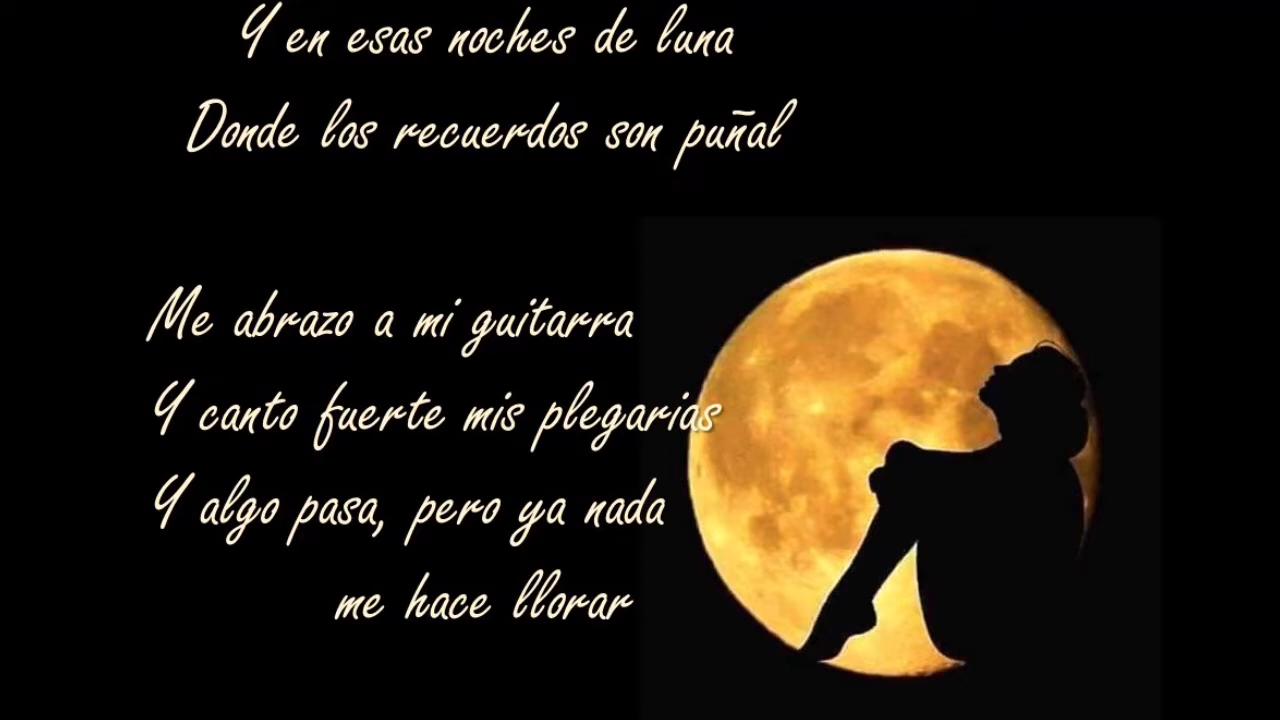 Y en esas noches de luna
Donde los recuerdos son puñal
Me abrazo a mi guitarra
Y canto fuerte mis plegarias
Y algo pasa, pero ya nada
me hace llorar